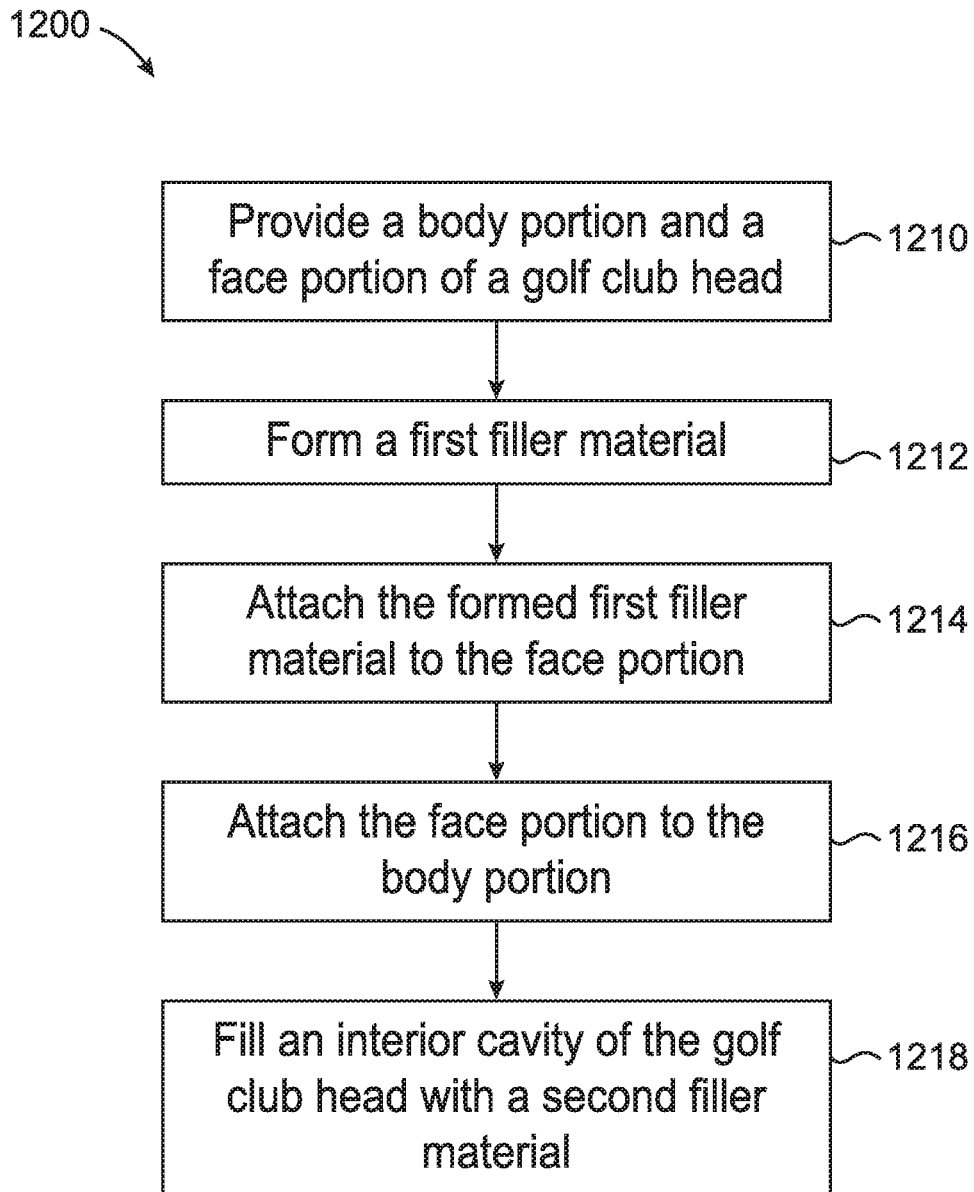 1200
Provide a body portion and a
face portion of a golf club head
1210
Form a first filler material
1212
Attach the formed first filler
material to the face portion
1214
Attach the face portion to the
body portion
1216
Fill an interior cavity of the golf
club head with a second filler
material
1218